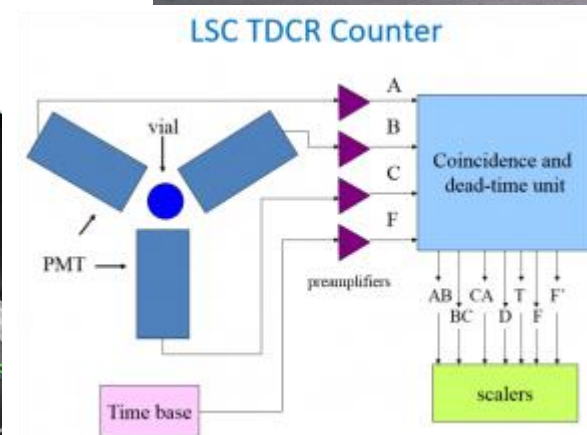 LSC TDCR Counter
vial
PMT
A
B
C
F
preamplifiers
Coincidence and
dead-time unit
AB
CA
T
F'
BC
D
F
scalers
Time base